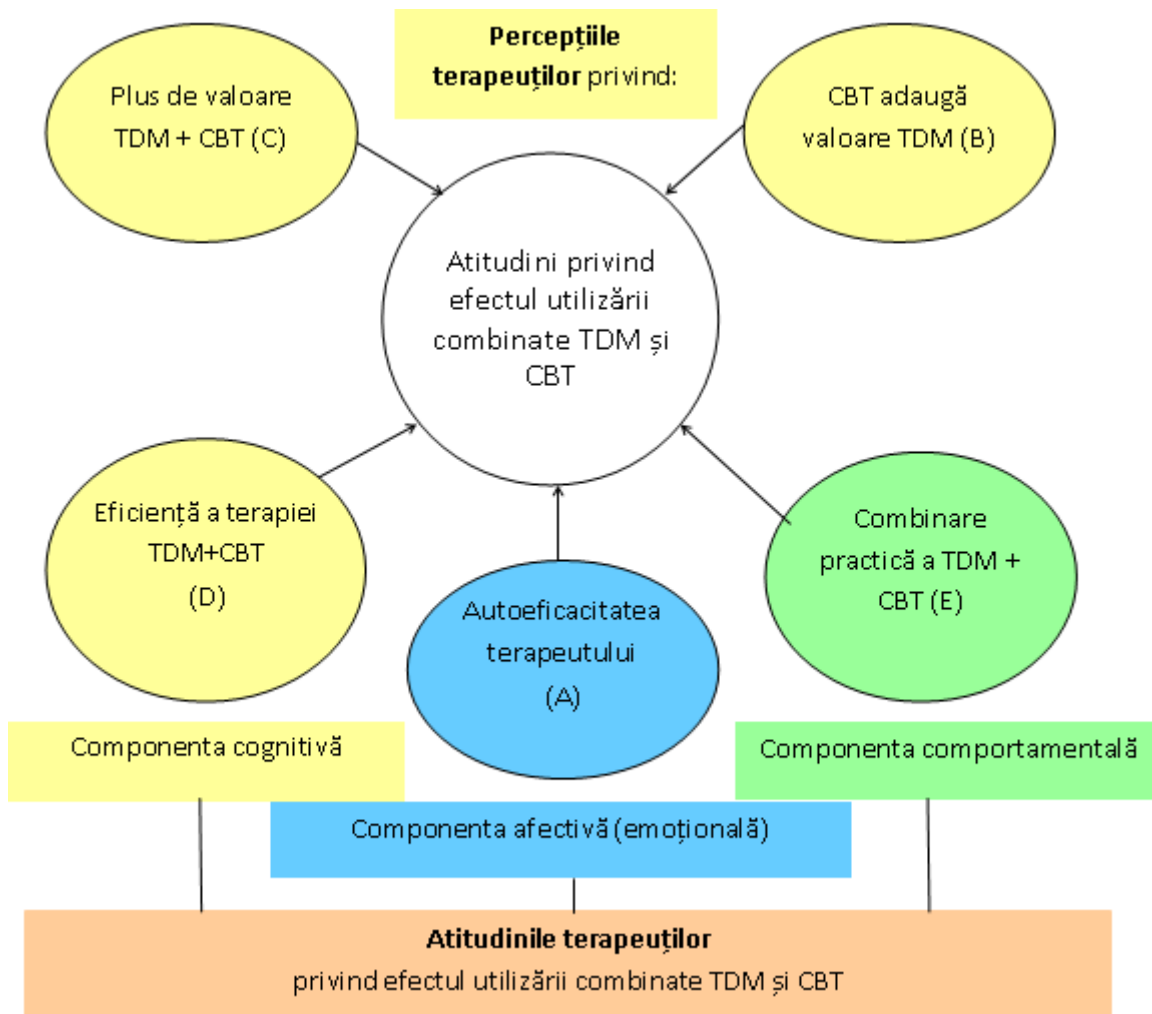 Percepțiile
terapeuților privind:
Plus de valoare
TDM + CBT (C)
CBT adaugă
valoare TDM (B)
Atitudini privind
efectul utilizării
combinate TDM și
CBT
Eficiență a terapiei
TDM+CBT
(D)
Autoeficacitatea
terapeutului
(A)
Combinare
practică a TDM +
CBT (E)
Componenta cognitivă
Componenta comportamentală
Componenta afectivă (emoțională)
Atitudinile terapeuților
privind efectul utilizării combinate TDM și CBT